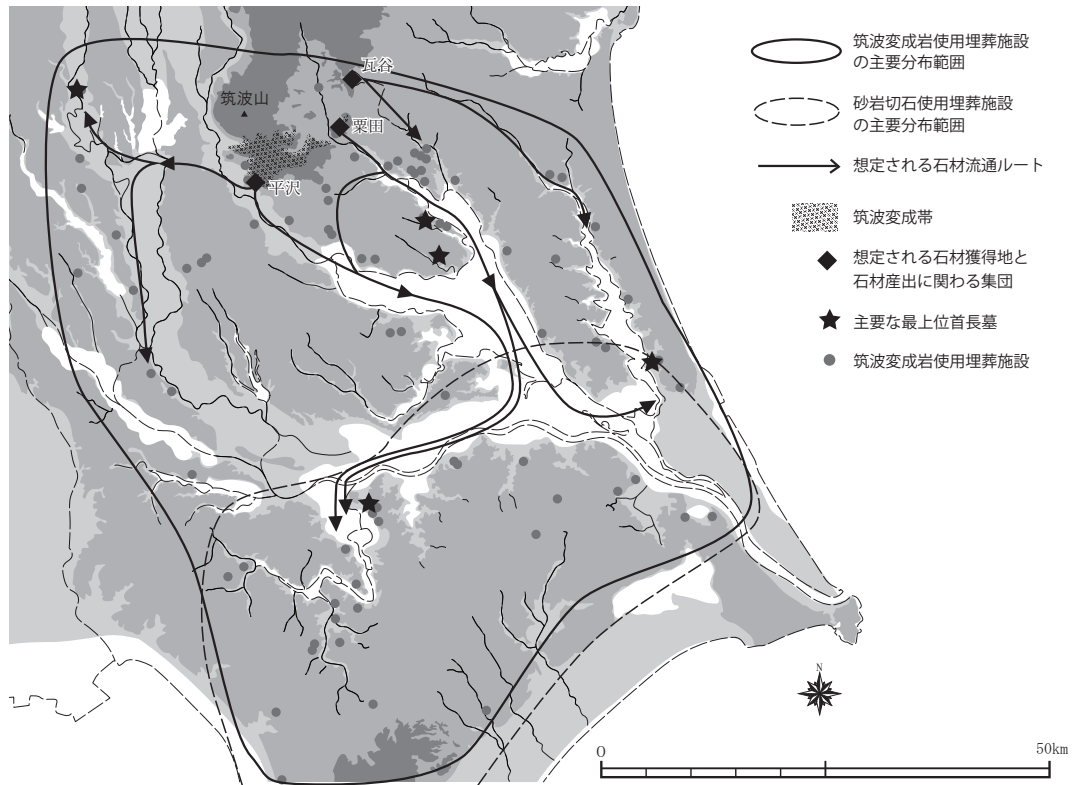 瓦谷
筑波山
粟田
平沢
筑波変成岩使用埋葬施設
の主要分布範囲
砂岩切石使用埋葬施設
の主要分布範囲
想定される石材流通ルート
筑波変成帯
想定される石材獲得地と
石材産出に関わる集団
主要な最上位首長墓
筑波変成岩使用埋葬施設
N
0
50km